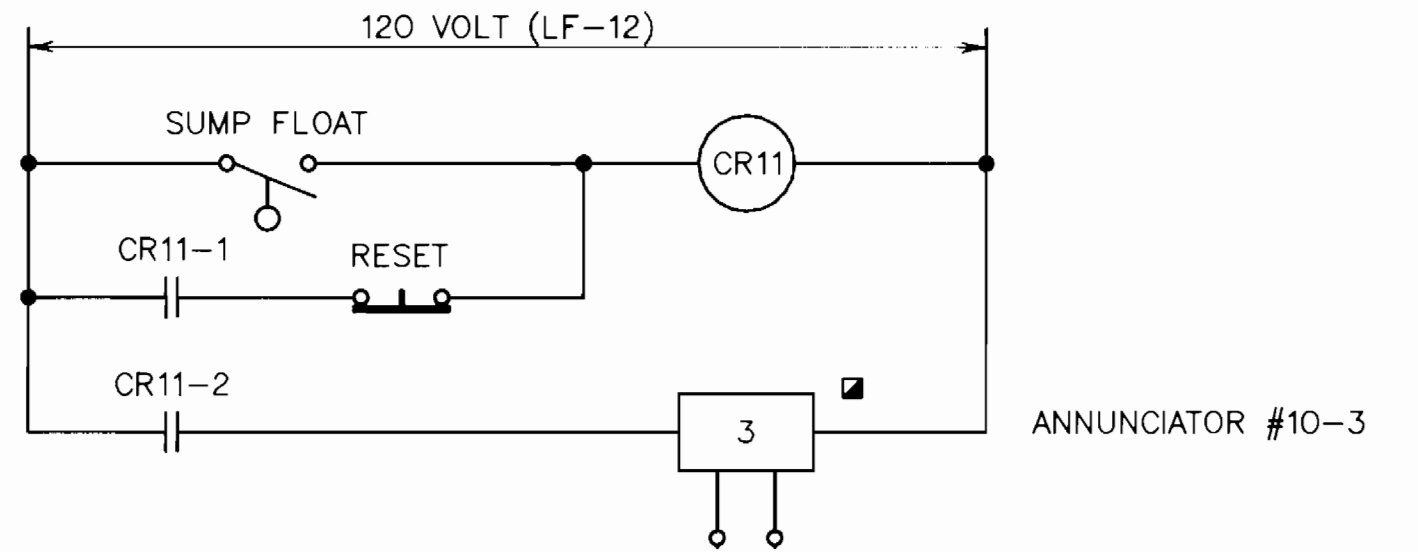 120 VOLT (LF-12)
SUMP FLOAT
CR11
CR11-1
RESET
CR11-2
3
ANNUNCIATOR #10-3